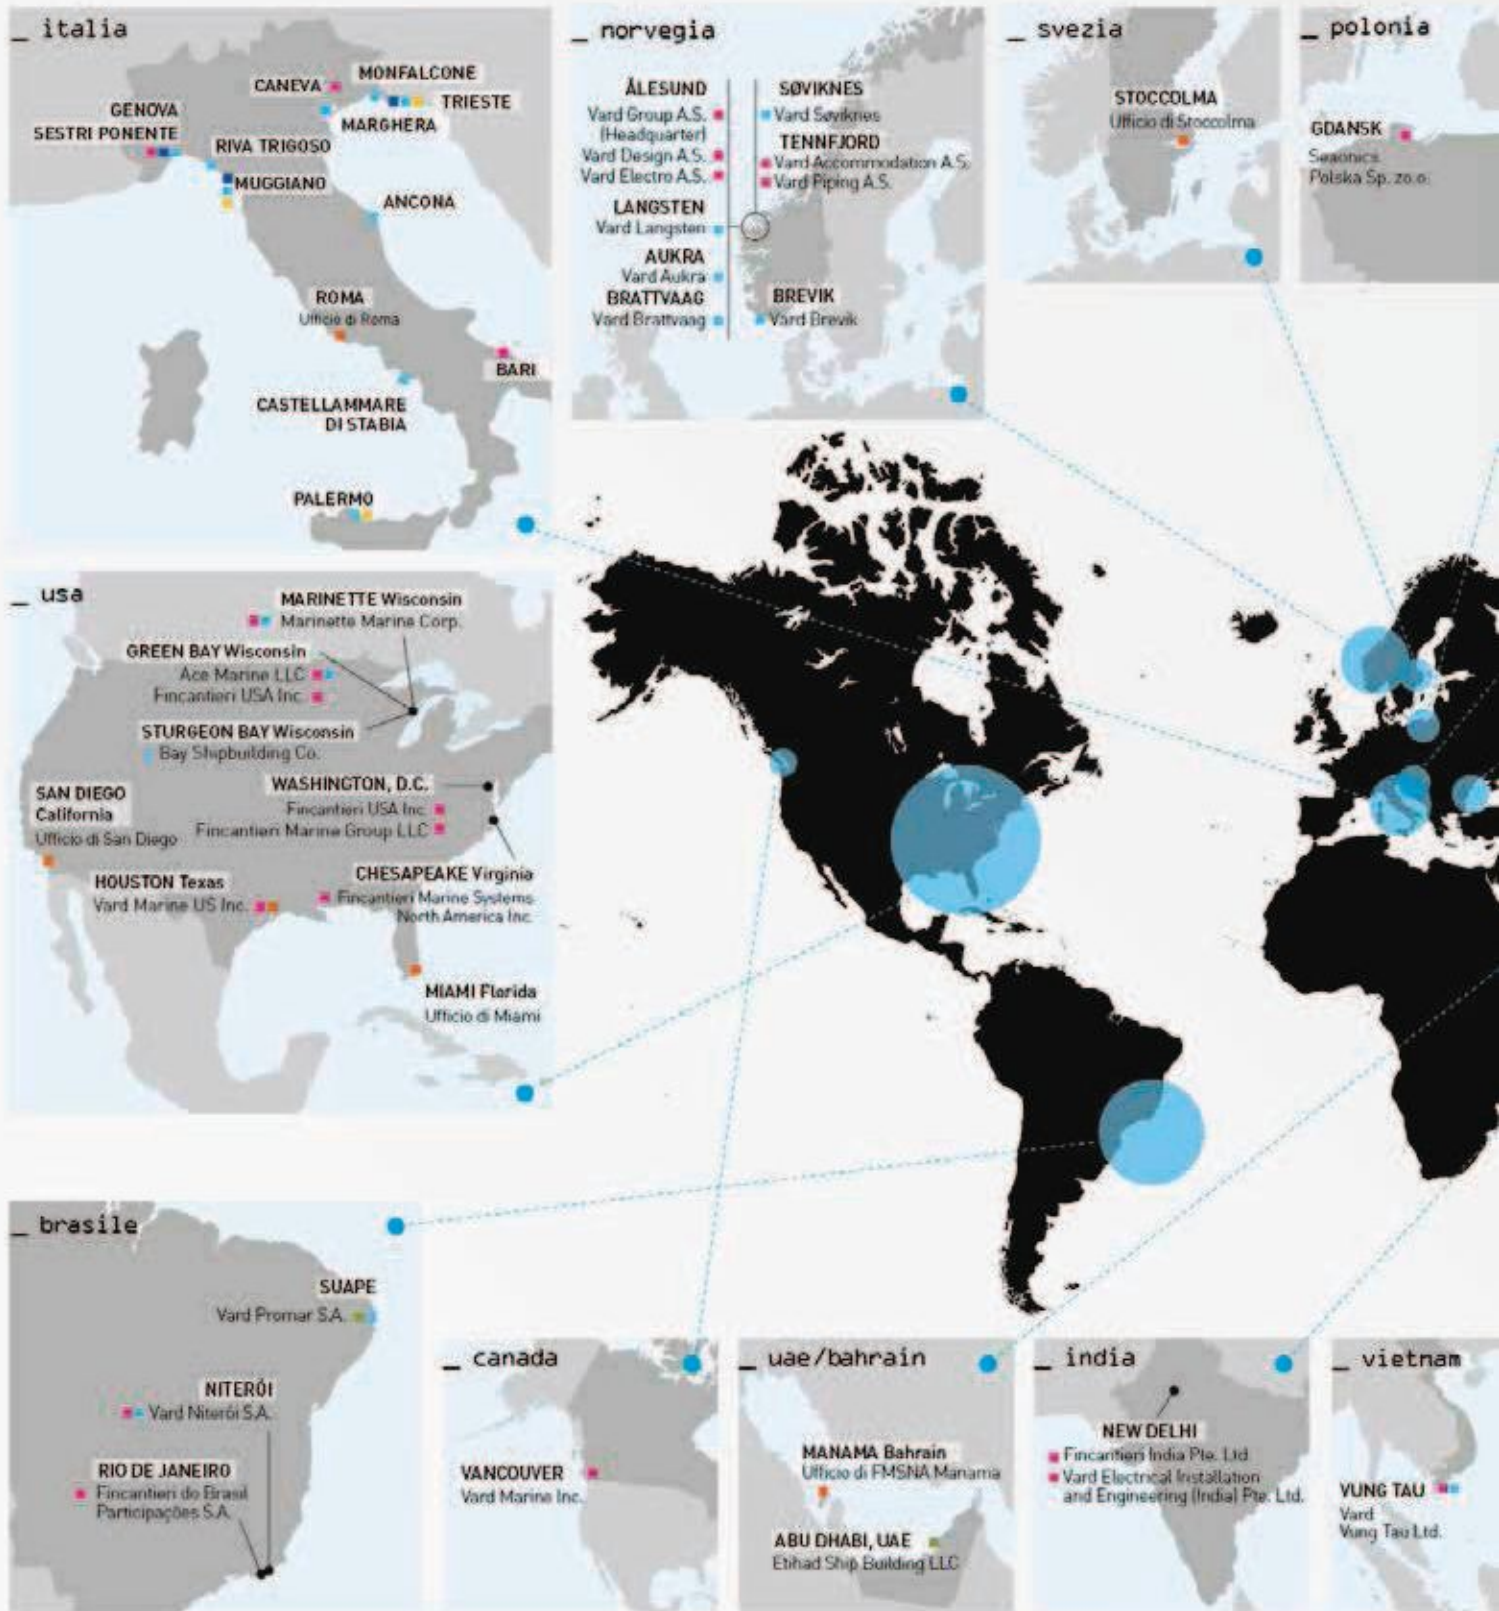 _ italia
CANEVA
MONFALCONE
TRIESTE
GENOVA
SESTRI PONENTE
MARGHERA
RIVA TRIGOSO
MUGGIANO
ANCONA
ROMA
Ufficio di Roma
BARI
CASTELLAMMARE
DI STABIA
PALERMO
_ norvegia
ÅLESUND
Vard Group A.S.
(Headquarter)
Vard Design A.S.
Vard Electro A.S.
LANGSTEN
Vard Langsten
AUKRA
Vard Aukra
BRATTVAAG
Vard Brattvaag
SØVIKNES
Vard Søviknes
TENNFJORD
Vard Accommodation A.S.
Vard Piping A.S.
BREVIK
Vard Brevik
_ svezia
STOCCOLMA
Ufficio di Stoccolma
_ polonia
GDANSK
Seaonics
Polska Sp. zo.o.
_ usa
MARINETTE Wisconsin
Marinette Marine Corp.
GREEN BAY Wisconsin
Ace Marine LLC
Fincantieri USA Inc.
STURGEON BAY Wisconsin
Bay Shipbuilding Co.
WASHINGTON, D.C.
Fincantieri USA Inc.
Fincantieri Marine Group LLC
SAN DIEGO
California
Ufficio di San Diego
HOUSTON Texas
Vard Marine US Inc.
CHESAPEAKE Virginia
Fincantieri Marine Systems
North America Inc.
MIAMI Florida
Ufficio di Miami
_ brasile
SUAPE
Vard Promar S.A.
NITERÓI
Vard Niterói S.A.
RIO DE JANEIRO
Fincantieri do Brasil
Participações S.A.
_ canada
VANCOUVER
Vard Marine Inc.
_ uae/bahrain
MANAMA Bahrain
Ufficio di FMSNA Manama
ABU DHABI, UAE
Etihad Ship Building LLC
_ india
NEW DELHI
Fincantieri India Pte. Ltd.
Vard Electrical Installation
and Engineering (India) Pte. Ltd.
_ vietnam
VUNG TAU
Vard
Vung Tau Ltd.